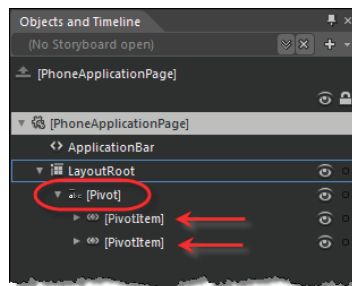 Objects and Timeline
(No Storyboard open)
[PhoneApplicationPage]
[PhoneApplicationPage]
ApplicationBar
LayoutRoot
[Pivot]
[PivotItem]
[PivotItem]